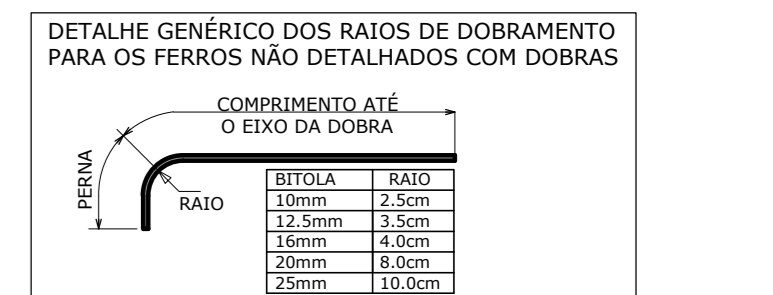 DETALHE GENÉRICO DOS RAIOS DE DOBRAMENTO
PARA OS FERROS NÃO DETALHADOS COM DOBRAS
COMPRIMENTO ATÉ
O EIXO DA DOBRA
PERNA
RAIO
BITOLA RAIO
10mm 2.5cm
12.5mm 3.5cm
16mm 4.0cm
20mm 8.0cm
25mm 10.0cm